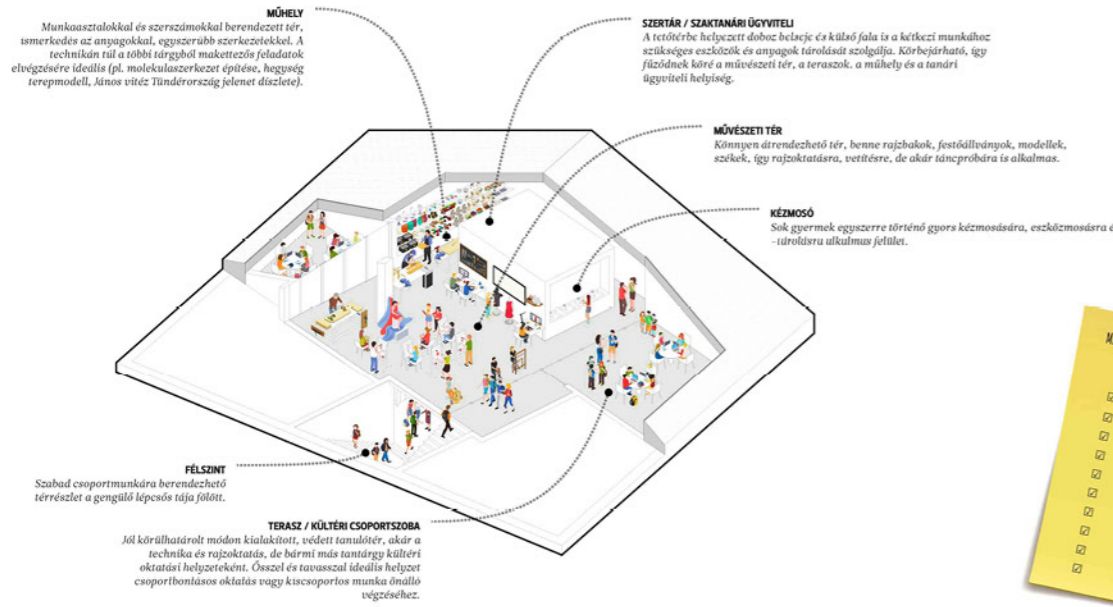 MŰHELY
Munkaasztalokkal és szerszámokkal berendezett tér,
ismerkedés az anyagokkal, egyszerűbb szerkezetekkel. A
technikán túl a többi tárgyból makettezős feladatok
elvégzésére ideális (pl. molekulaszerkezet építése, hegység
terepmodell, János vitéz Tündérország jelenet díszlete).
SZERTÁR / SZAKTANÁRI ÜGYVITELI
A tetőtérbe helyezett doboz belseje és külső fala is a kétkezi munkához
szükséges eszközök és anyagok tárolását szolgálja. Körbejárható, így
fűződnek köré a művészeti tér, a teraszok. a műhely és a tanári
ügyviteli helyiség.
MŰVÉSZETI TÉR
Könnyen átrendezhető tér, benne rajzbakok, festőállványok, modellek,
székek, így rajzoktatásra, vetítésre, de akár táncpróbára is alkalmas.
KÉZMOSÓ
Sok gyermek egyszerre történő gyors kézmosására, eszközmosásra é
-tárolásra alkalmas felület.
FÉLSZINT
Szabad csoportmunkára berendezhető
térrészlet a gengülő lépcsős tája fölött.
TERASZ / KÜLTÉRI CSOPORTSZOBA
Jól körülhatárolt módon kialakított, védett tanulótér, akár a
technika és rajzoktatás, de bármi más tantárgy kültéri
oktatási helyzeteként. Ősszel és tavasszal ideális helyzet
csoportbontásos oktatás vagy kiscsoportos munka önálló
végzéséhez.